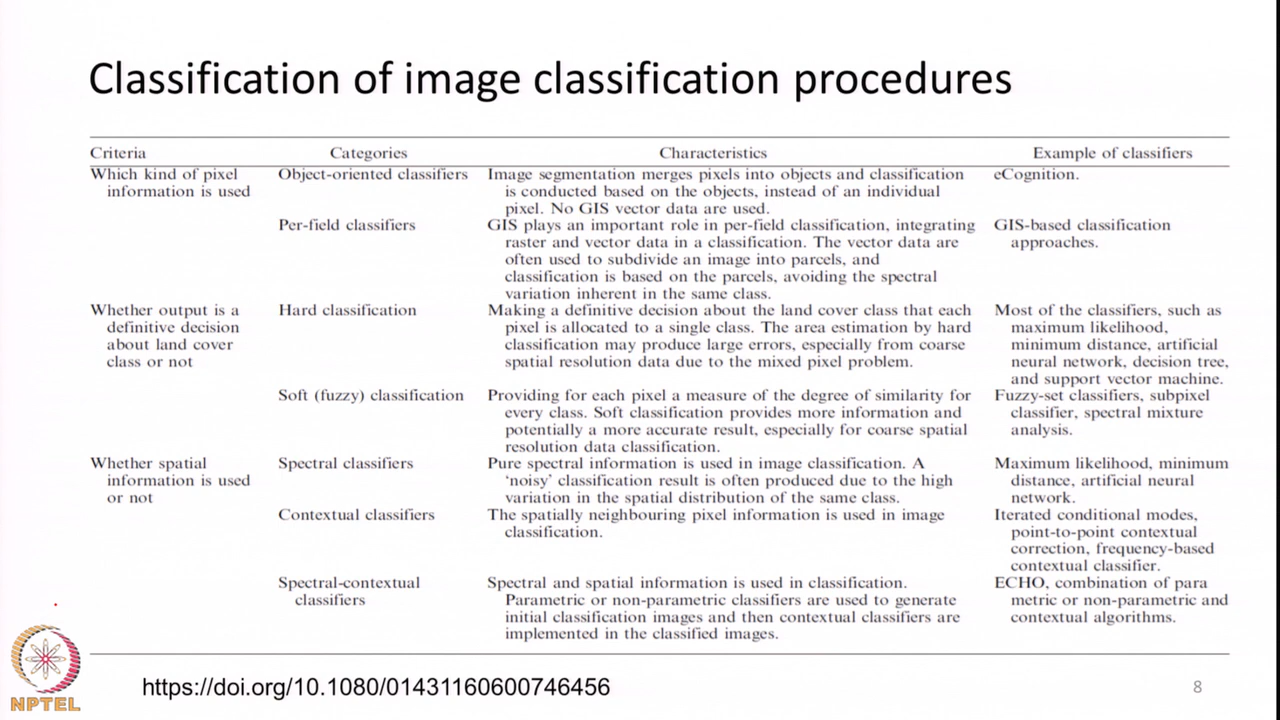 Classification of image classification procedures
Criteria Categories Characteristics Example of classifiers
Which kind of pixel information is used
Object-oriented classifiers
Image segmentation merges pixels into objects and classification
is conducted based on the objects, instead of an individual
pixel. No GIS vector data are used.
eCognition.
Per-field classifiers
GIS plays an important role in per-field classification, integrating
raster and vector data in a classification. The vector data are
often used to subdivide an image into parcels, and
classification is based on the parcels, avoiding the spectral
variation inherent in the same class.
GIS-based classification
approaches.
Whether output is a
definitive decision
about land cover
class or not
Hard classification
Making a definitive decision about the land cover class that each
pixel is allocated to a single class. The area estimation by hard
classification may produce large errors, especially from coarse
spatial resolution data due to the mixed pixel problem.
Most of the classifiers, such as
maximum likelihood,
minimum distance, artificial
neural network, decision tree,
and support vector machine.
Soft (fuzzy) classification
Providing for each pixel a measure of the degree of similarity for
every class. Soft classification provides more information and
potentially a more accurate result, especially for coarse spatial
resolution data classification.
Fuzzy-set classifiers, subpixel
classifier, spectral mixture
analysis.
Whether spatial
information is used
or not
Spectral classifiers
Pure spectral information is used in image classification. A
‘noisy’ classification result is often produced due to the high
variation in the spatial distribution of the same class.
Maximum likelihood, minimum
distance, artificial neural
network.
Contextual classifiers
The spatially neighbouring pixel information is used in image
classification.
Iterated conditional modes,
point-to-point contextual
correction, frequency-based
contextual classifier.
Spectral-contextual
classifiers
Spectral and spatial information is used in classification.
Parametric or non-parametric classifiers are used to generate
initial classification images and then contextual classifiers are
implemented in the classified images.
ECHO, combination of para
metric or non-parametric and
contextual algorithms.
NPTEL
https://doi.org/10.1080/01431160600746456
8